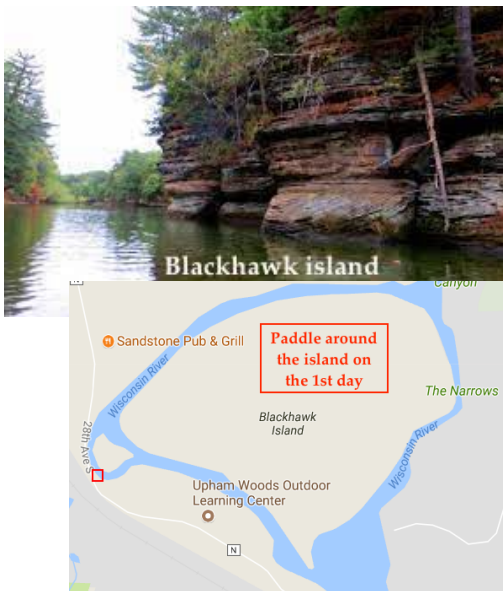 Blackhawk island
Canyon
Sandstone Pub & Grill
Paddle around
the island on
the 1st day
Wisconsin River
The Narrows
Blackhawk
Island
28th Ave S
Wisconsin River
Upham Woods Outdoor
Learning Center
N